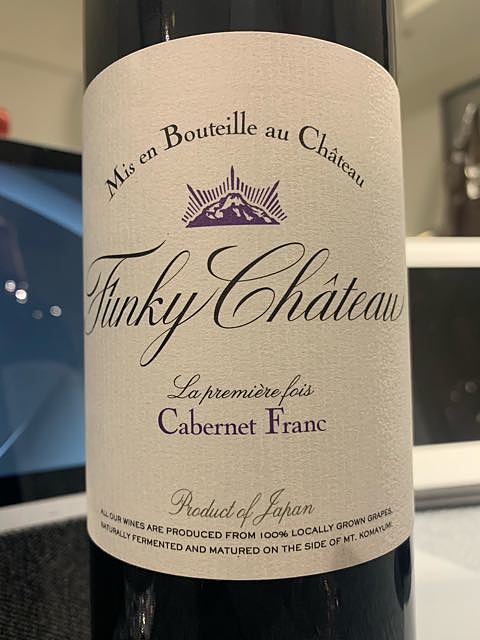 Mis en Bouteille au Château
Funky Château
La première fois
Cabernet Franc
Product of Japan
ALL OUR WINES ARE PRODUCED FROM 100% LOCALLY GROWN GRAPES,
NATURALLY FERMENTED AND MATURED ON THE SIDE OF MT. KOMAYUMI.